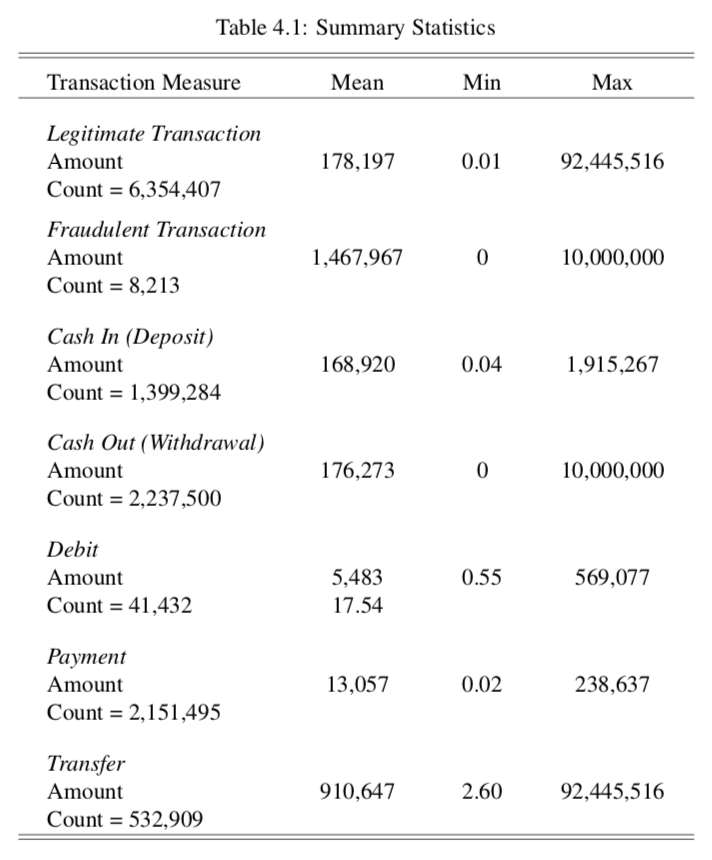 Table 4.1: Summary Statistics
Transaction Measure Mean Min Max
Legitimate Transaction
Amount 178,197 0.01 92,445,516
Count = 6,354,407
Fraudulent Transaction
Amount 1,467,967 0 10,000,000
Count = 8,213
Cash In (Deposit)
Amount 168,920 0.04 1,915,267
Count = 1,399,284
Cash Out (Withdrawal)
Amount 176,273 0 10,000,000
Count = 2,237,500
Debit
Amount 5,483 0.55 569,077
Count = 41,432 17.54
Payment
Amount 13,057 0.02 238,637
Count = 2,151,495
Transfer
Amount 910,647 2.60 92,445,516
Count = 532,909